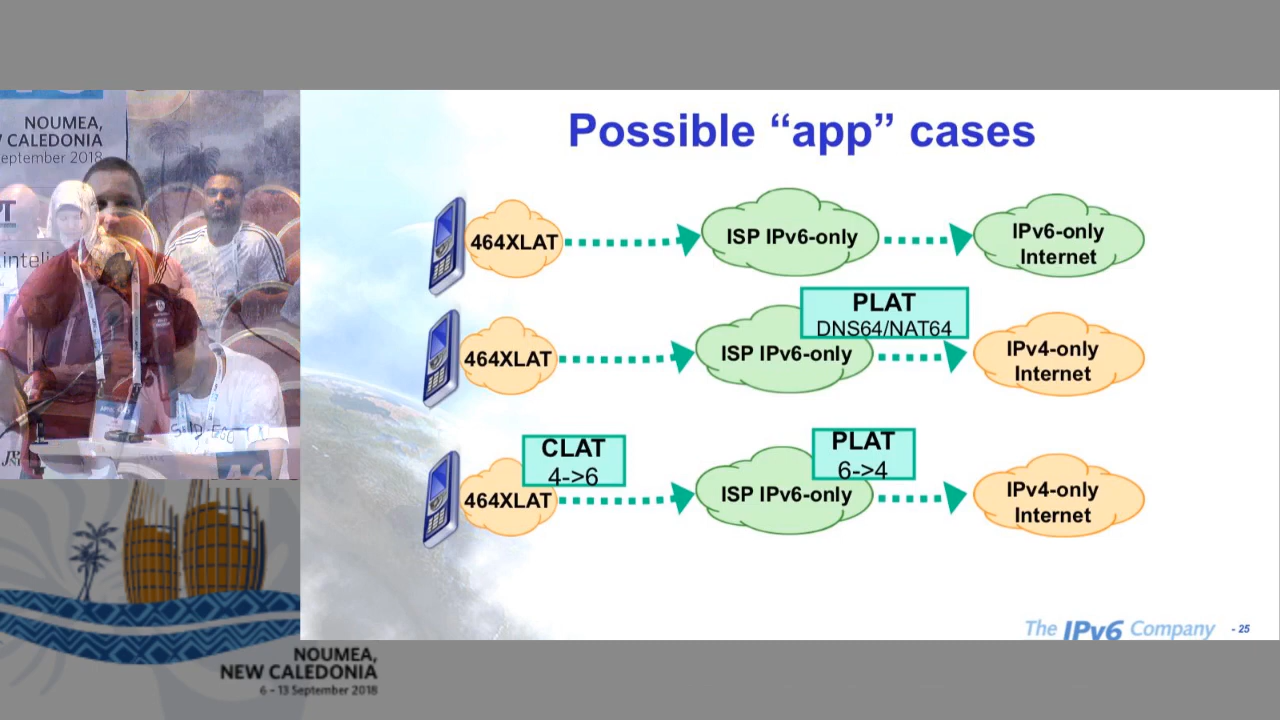 Possible “app” cases
464XLAT
ISP IPv6-only
IPv6-only
Internet
PLAT
DNS64/NAT64
464XLAT
ISP IPv6-only
IPv4-only
Internet
CLAT
4->6
PLAT
6->4
464XLAT
ISP IPv6-only
IPv4-only
Internet
The IPv6 Company
- 25
NOUMEA,
CALEDONIA
eptember 2018
NOUMEA,
NEW CALEDONIA
6 – 13 September 2018